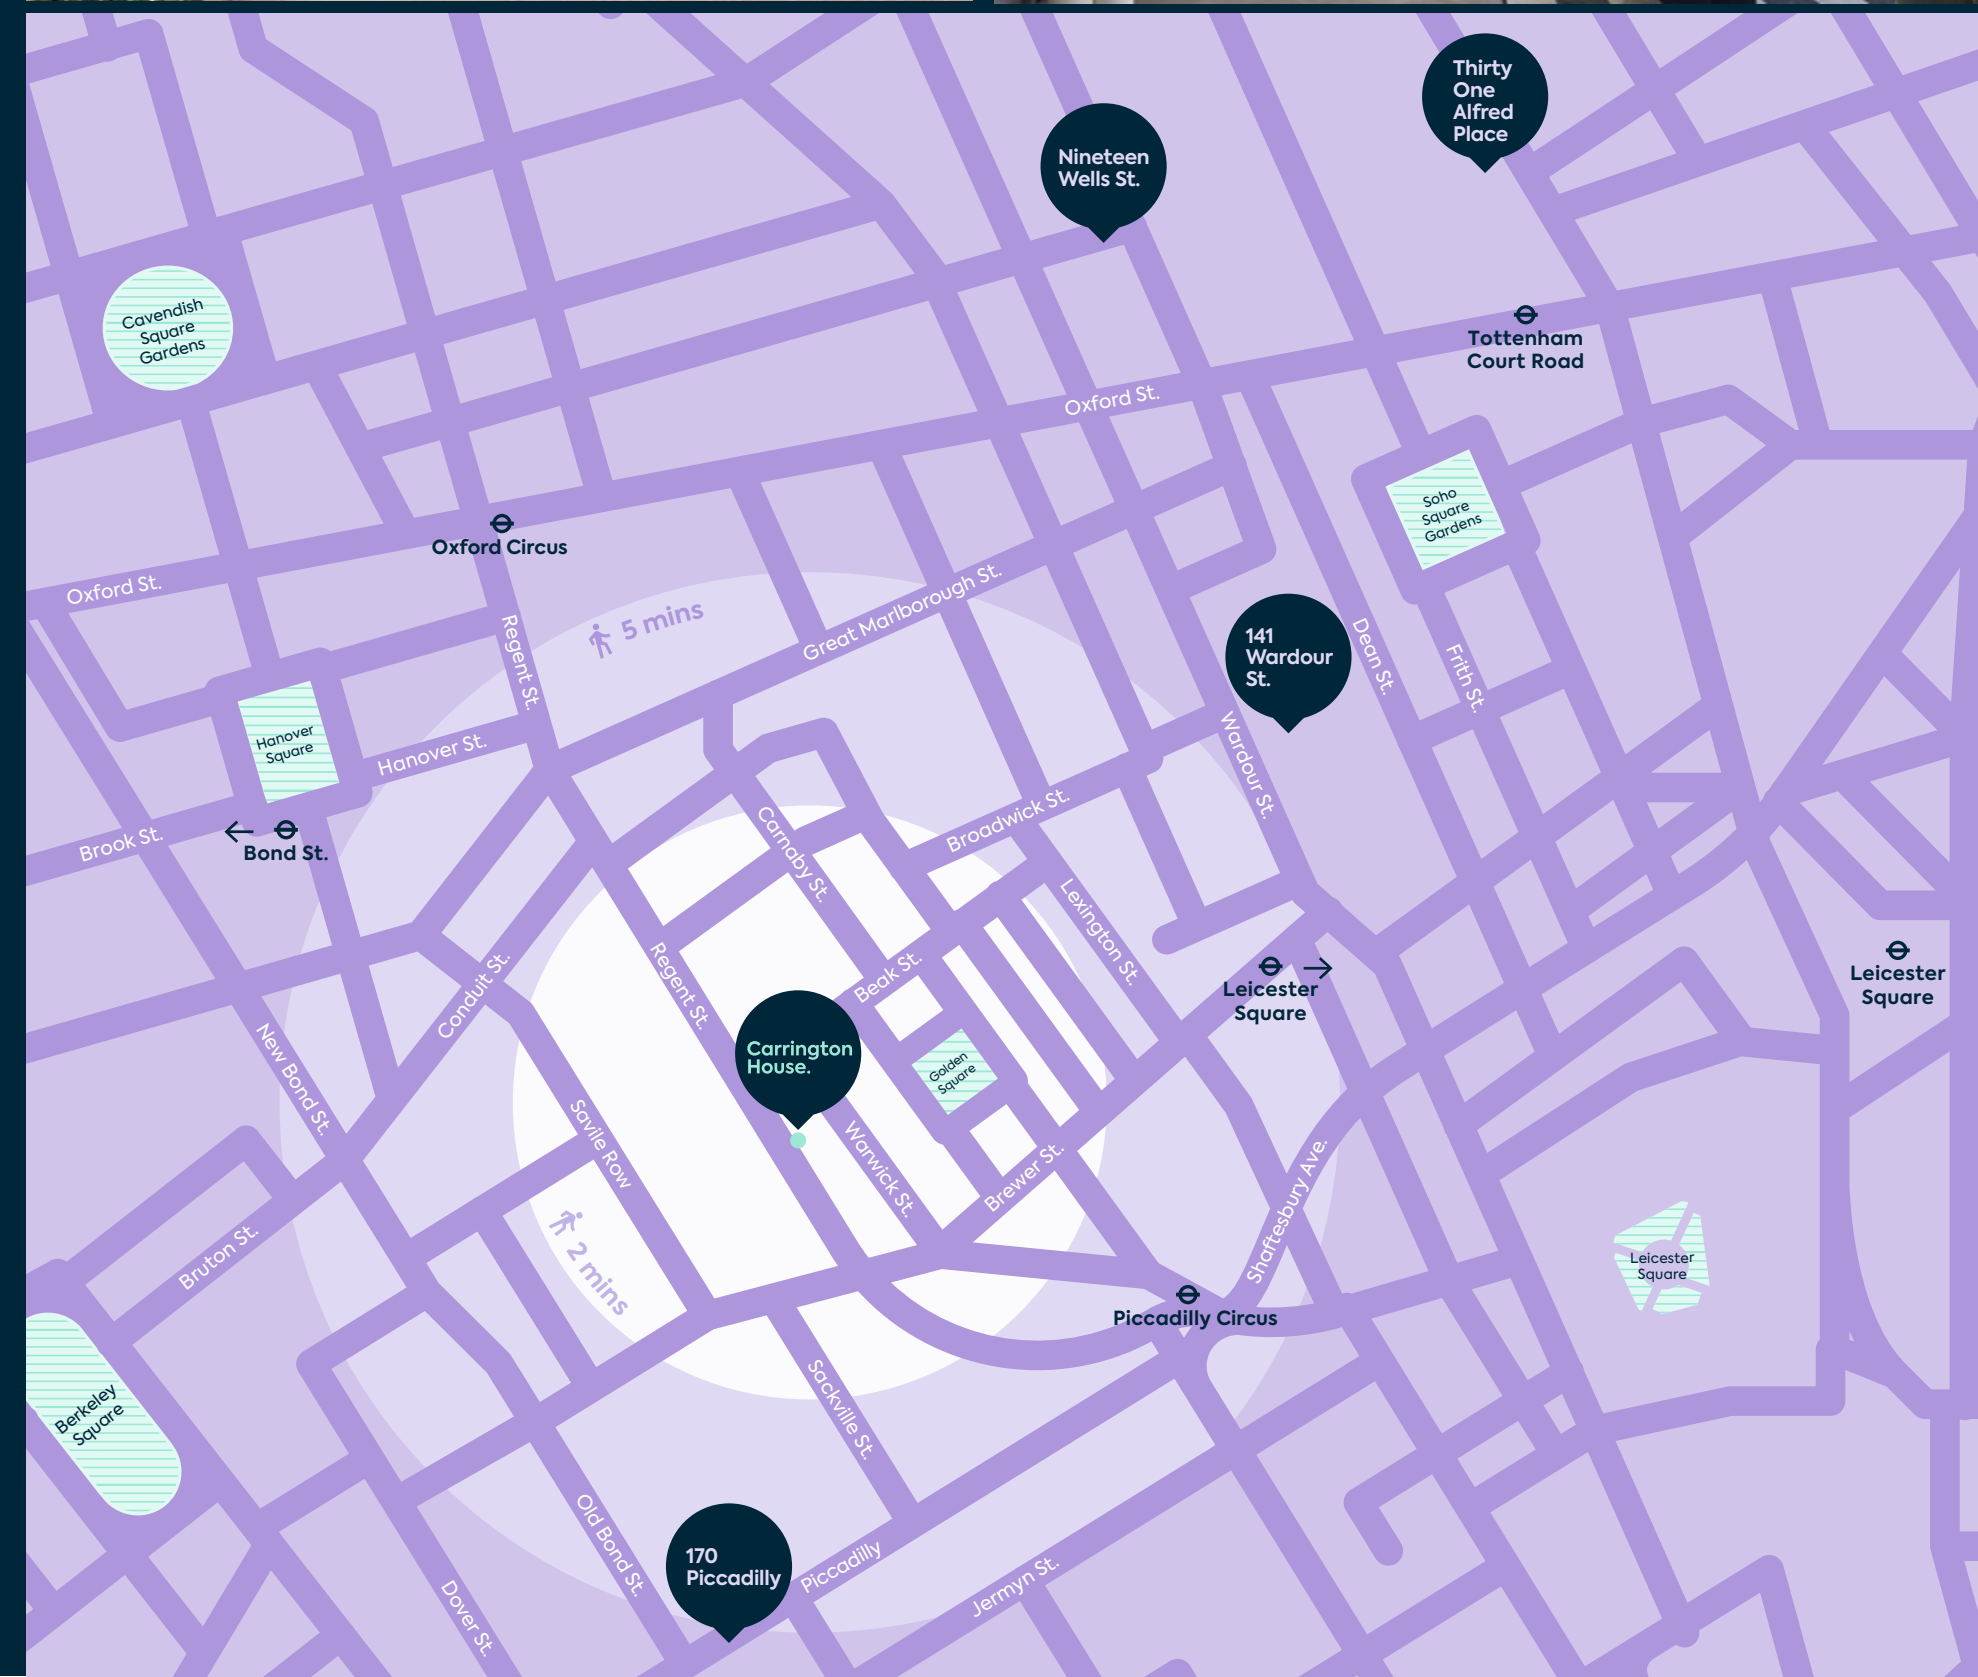 Thirty
One
Alfred
Place
Nineteen
Wells St.
Cavendish
Square
Gardens
Tottenham
Court Road
Oxford St.
Soho
Square
Gardens
Oxford Circus
Oxford St.
5 mins
Great Marlborough St.
Regent St.
141
Wardour
St.
Dean St.
Frith St.
Hanover
Square
Hanover St.
Wardour St.
Brook St.
Bond St.
Carnaby St.
Broadwick St.
Lexington St.
Conduit St.
Regent St.
Beak St.
Leicester
Square
Leicester
Square
New Bond St.
Carrington
House.
Golden
Square
Savile Row
Warwick St.
Brewer St.
Shaftesbury Ave.
Bruton St.
2 mins
Leicester
Square
Piccadilly Circus
Berkeley
Square
Sackville St.
Old Bond St.
170
Piccadilly
Piccadilly
Jermyn St.
Dover St.